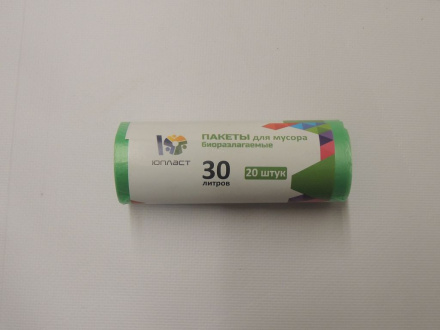 ПАКЕТЫ для мусора
биоразлагаемые
ЮПЛАСТ
30
литров
20 штук